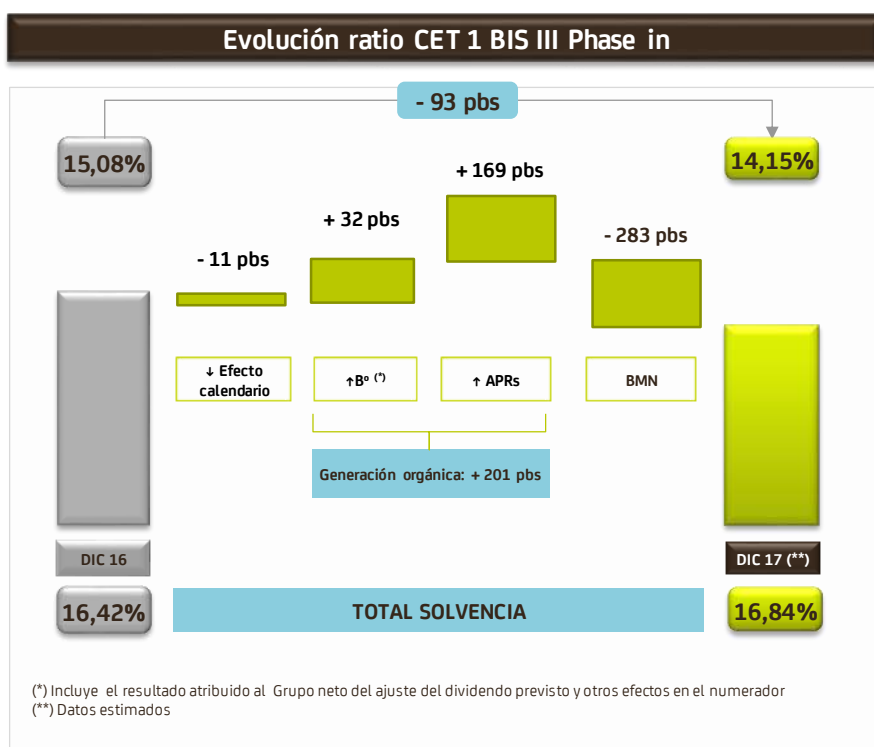 Evolución ratio CET 1 BIS III Phase in
- 93 pbs
15,08%
14,15%
+ 169 pbs
+ 32 pbs
- 283 pbs
- 11 pbs
↓ Efecto
calendario
↑Bº (*)
↑ APRs
BMN
Generación orgánica: + 201 pbs
DIC 16
DIC 17 (**)
16,42%
TOTAL SOLVENCIA
16,84%
(*) Incluye el resultado atribuido al Grupo neto del ajuste del dividendo previsto y otros efectos en el numerador
(**) Datos estimados